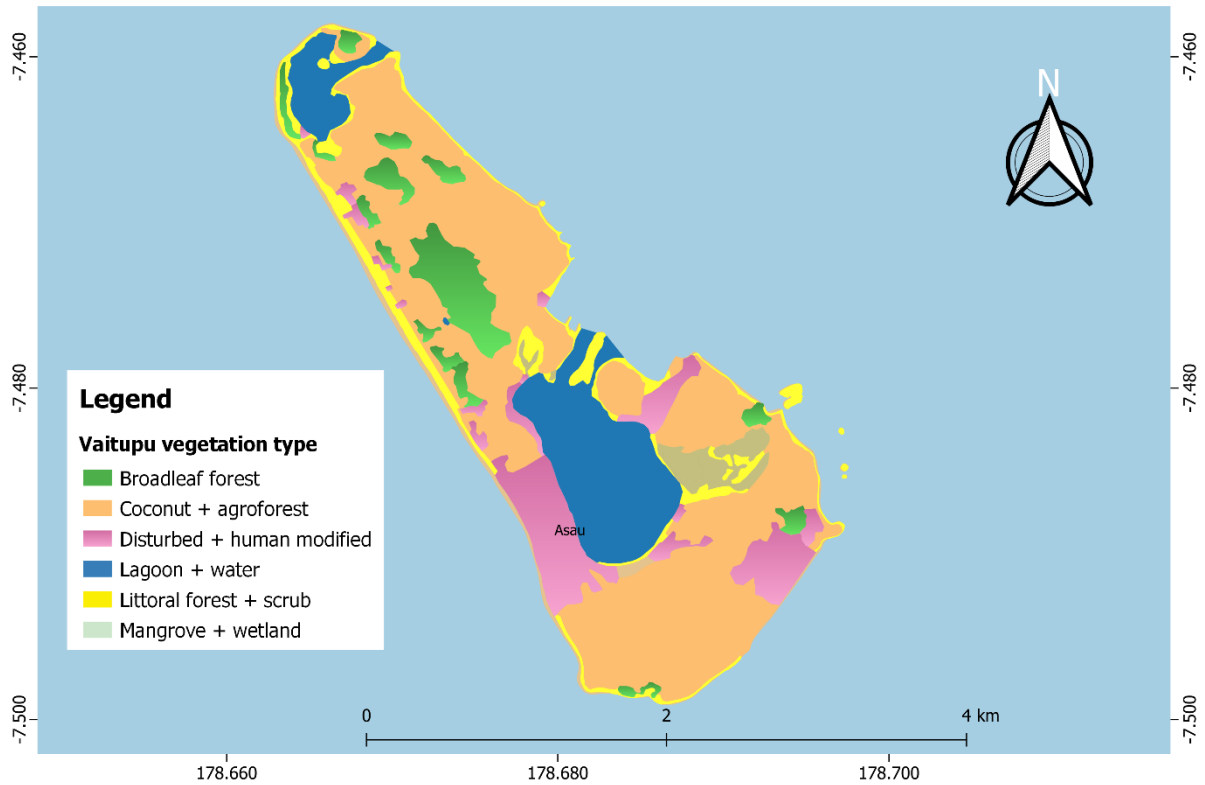 -7.460
-7.460
N
-7.480
-7.480
Legend
Vaitupu vegetation type
Broadleaf forest
Coconut + agroforest
Disturbed + human modified
Lagoon + water
Littoral forest + scrub
Mangrove + wetland
Asau
-7.500
-7.500
0 2 4 km
178.660 178.680 178.700